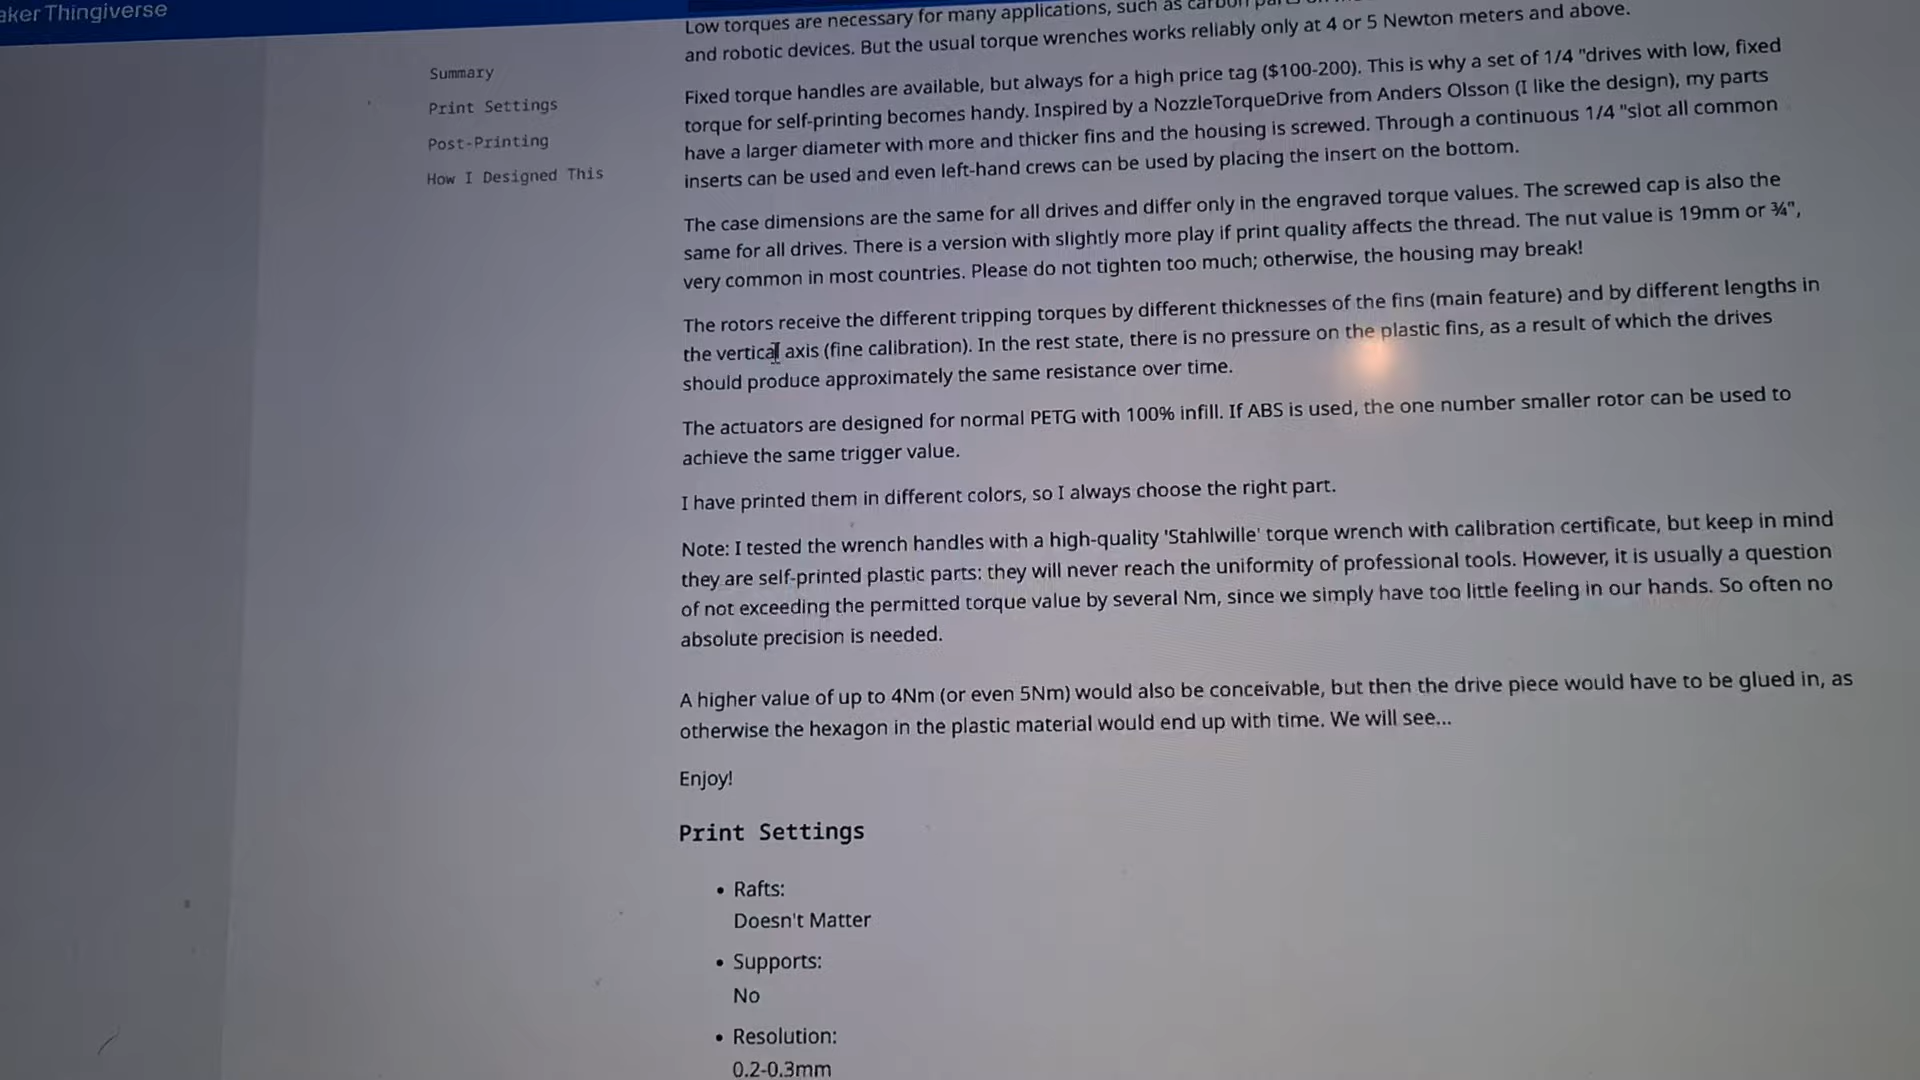 aker Thingiverse
Summary
Print Settings
Post-Printing
How I Designed This
Low torques are necessary for many applications, such as carbon parts on
and robotic devices. But the usual torque wrenches works reliably only at 4 or 5 Newton meters and above.
Fixed torque handles are available, but always for a high price tag ($100-200). This is why a set of 1/4 "drives with low, fixed
torque for self-printing becomes handy. Inspired by a NozzleTorqueDrive from Anders Olsson (I like the design), my parts
have a larger diameter with more and thicker fins and the housing is screwed. Through a continuous 1/4 "slot all common
inserts can be used and even left-hand crews can be used by placing the insert on the bottom.
The case dimensions are the same for all drives and differ only in the engraved torque values. The screwed cap is also the
same for all drives. There is a version with slightly more play if print quality affects the thread. The nut value is 19mm or ¾",
very common in most countries. Please do not tighten too much; otherwise, the housing may break!
The rotors receive the different tripping torques by different thicknesses of the fins (main feature) and by different lengths in
the vertical axis (fine calibration). In the rest state, there is no pressure on the plastic fins, as a result of which the drives
should produce approximately the same resistance over time.
The actuators are designed for normal PETG with 100% infill. If ABS is used, the one number smaller rotor can be used to
achieve the same trigger value.
I have printed them in different colors, so I always choose the right part.
Note: I tested the wrench handles with a high-quality 'Stahlwille' torque wrench with calibration certificate, but keep in mind
they are self-printed plastic parts: they will never reach the uniformity of professional tools. However, it is usually a question
of not exceeding the permitted torque value by several Nm, since we simply have too little feeling in our hands. So often no
absolute precision is needed.
A higher value of up to 4Nm (or even 5Nm) would also be conceivable, but then the drive piece would have to be glued in, as
otherwise the hexagon in the plastic material would end up with time. We will see...
Enjoy!
Print Settings
• Rafts:
Doesn't Matter
• Supports:
No
• Resolution:
0.2-0.3mm